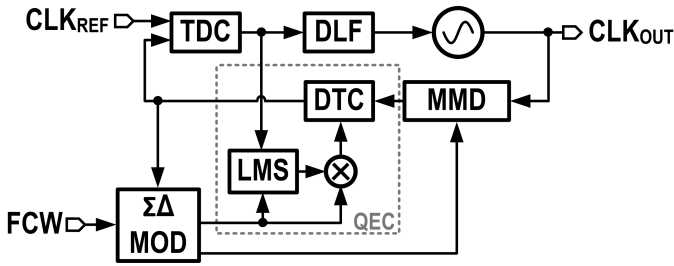 CLKREF
TDC
DLF
CLKOUT
DTC
MMD
LMS
QEC
FCW
ΣΔ
MOD